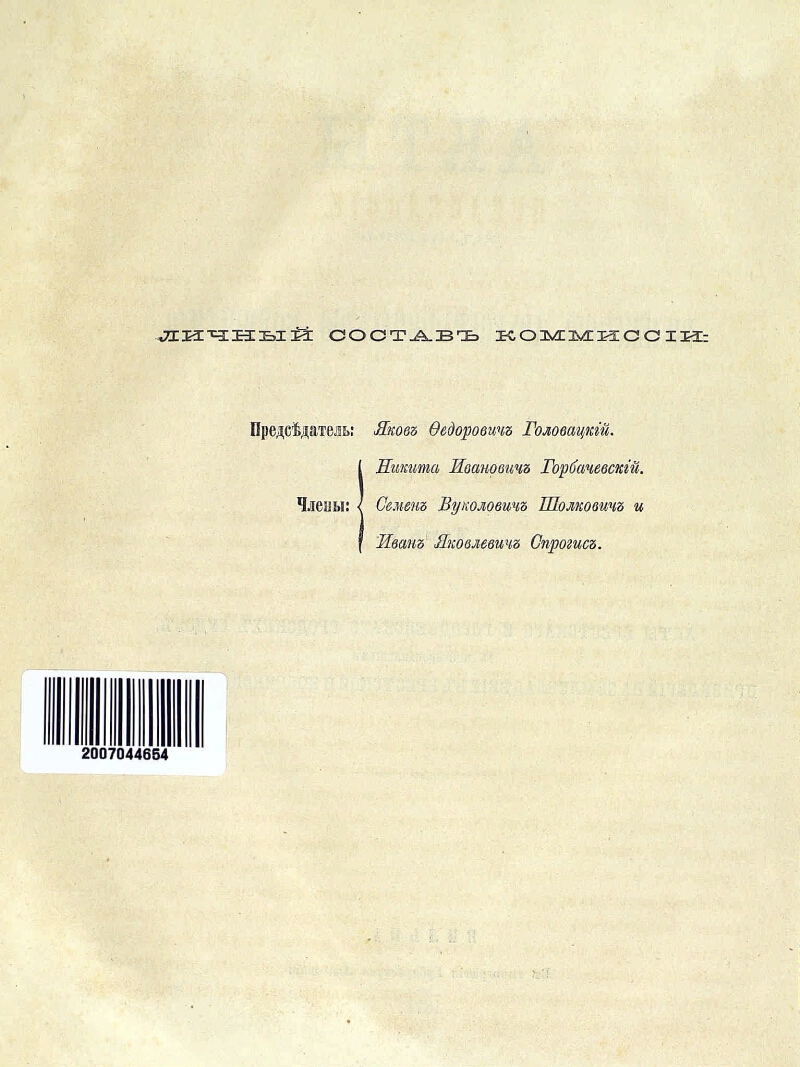 ЛИЧНЫЙ СОСТАВЪ КОММИССІИ:
Предсѣдатель: Яковъ Ѳедоровичъ Головацкій.
Никита Ивановичъ Горбачевскій.
Члены: Семенъ Вуколовичъ Шолковичъ и
Иванъ Яковлевичъ Спрогисъ.
2007044654